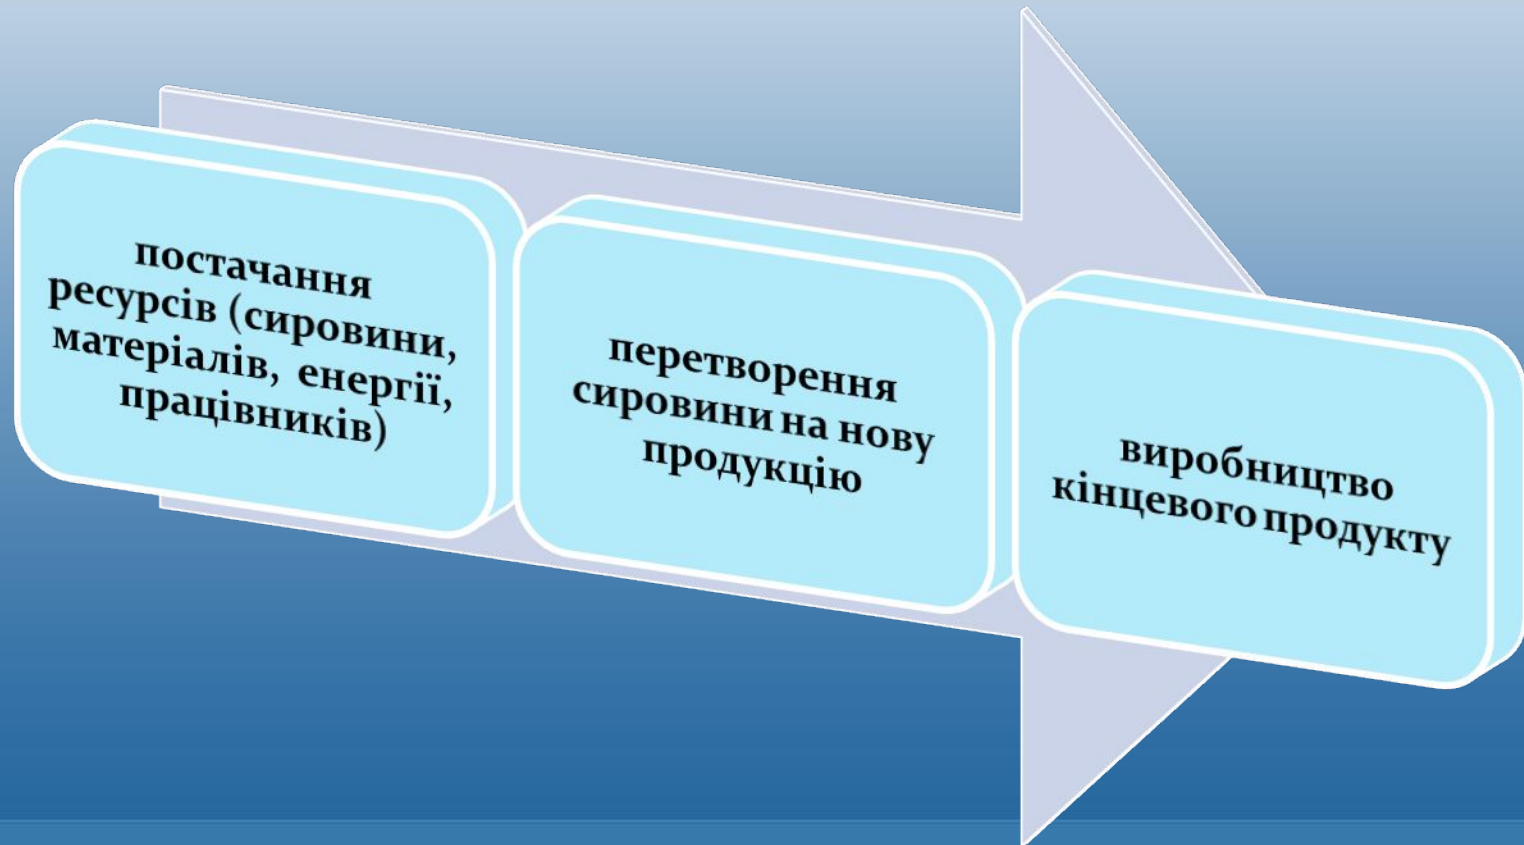 постачання
ресурсів (сировини,
матеріалів, енергії,
працівників)
перетворення
сировини на нову
продукцію
виробництво
кінцевого продукту